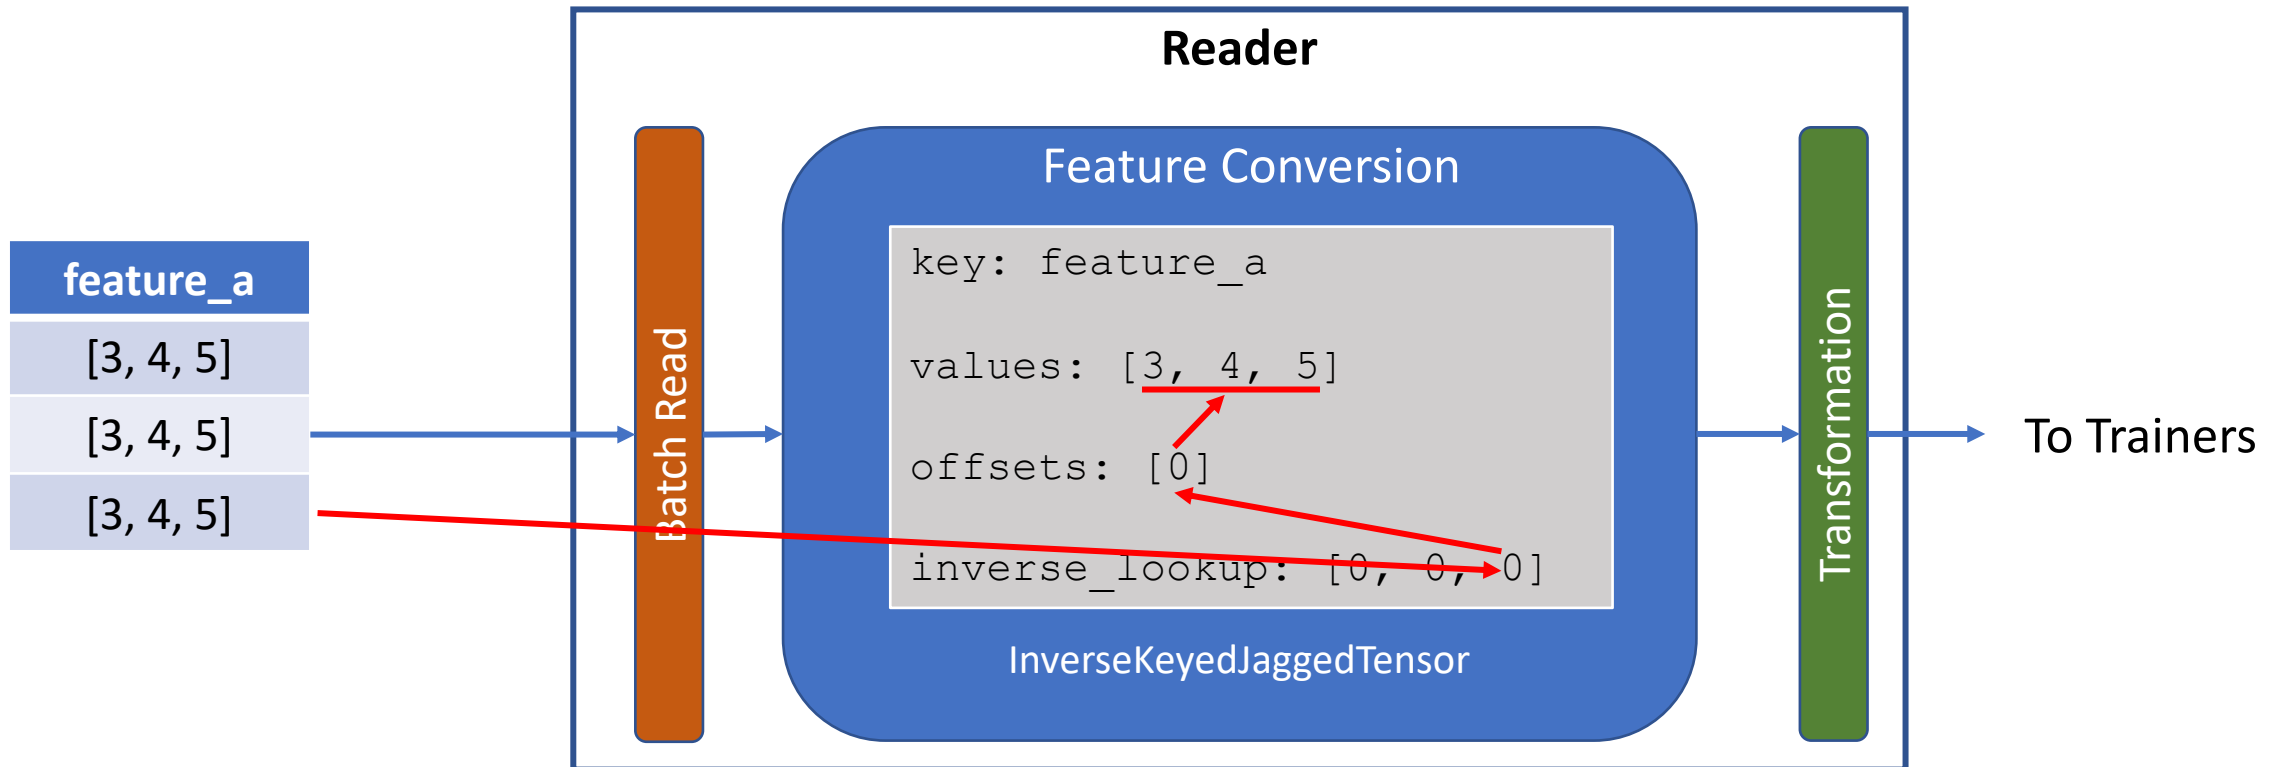 Reader
feature_a
[3, 4, 5]
[3, 4, 5]
[3, 4, 5]
Batch Read
Feature Conversion
key: feature_a
values: [3, 4, 5]
offsets: [0]
inverse_lookup: [0, 0, 0]
InverseKeyedJaggedTensor
Transformation
To Trainers